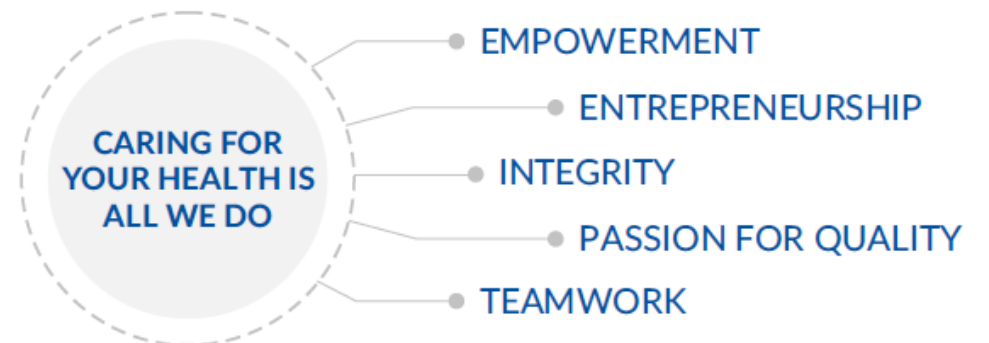 CARING FOR
YOUR HEALTH IS
ALL WE DO
EMPOWERMENT
ENTREPRENEURSHIP
INTEGRITY
PASSION FOR QUALITY
TEAMWORK